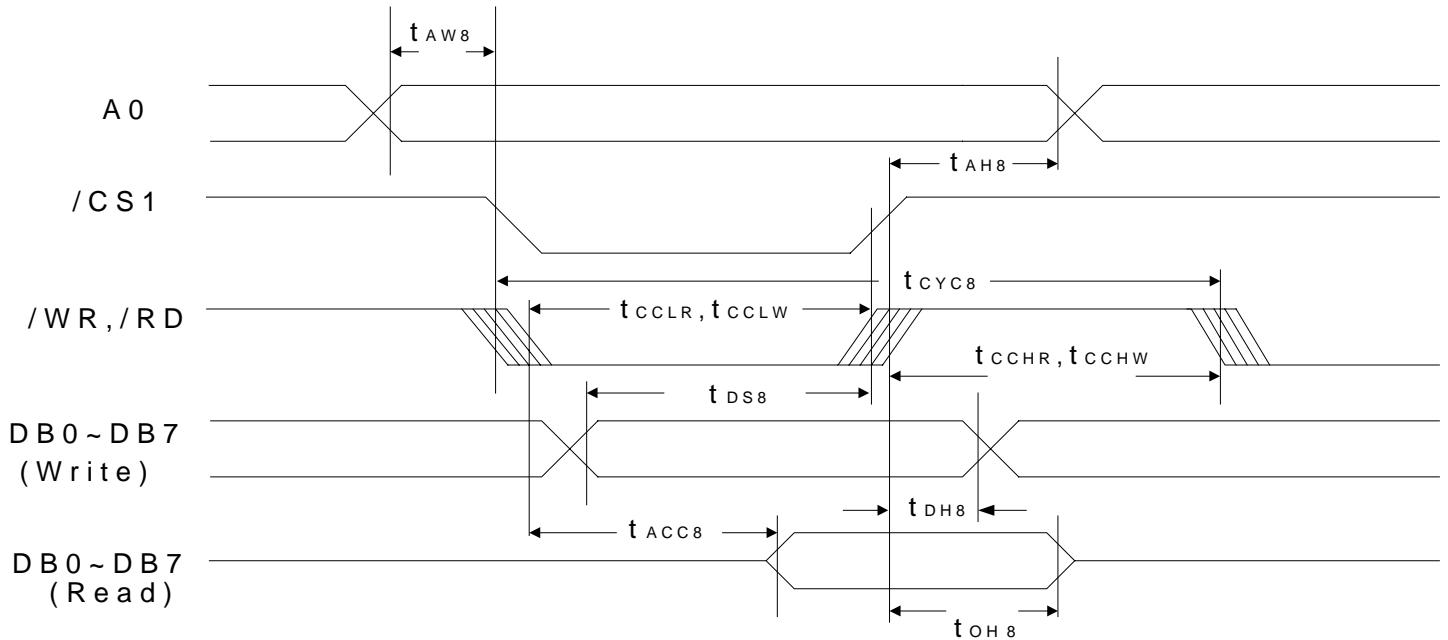 tAW8
A0
tAH8
/CS1
tCYC8
/WR,/RD
tCCLR,tCCLW
tCCHR,tCCHW
tDS8
DB0~DB7
(Write)
tDH8
tACC8
DB0~DB7
(Read)
tOH8